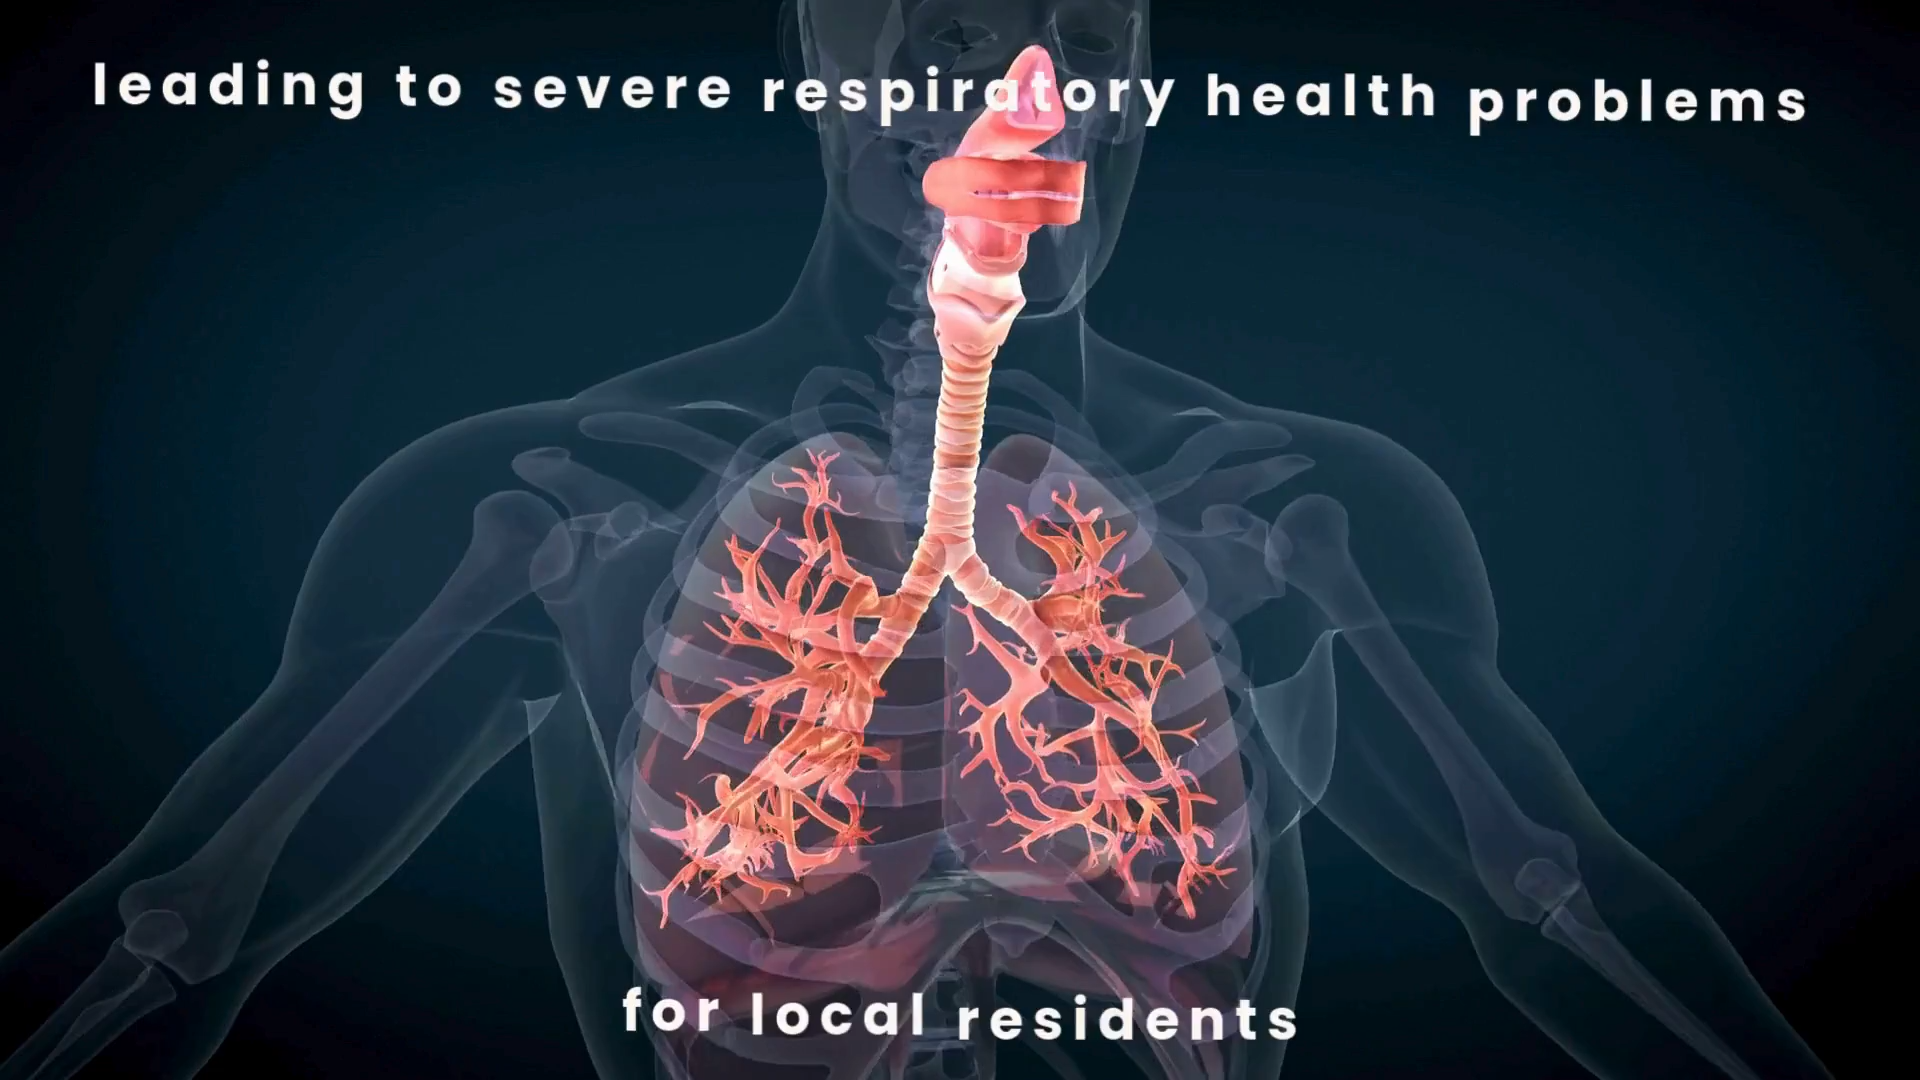 leading to severe respiratory health problems
for local residents